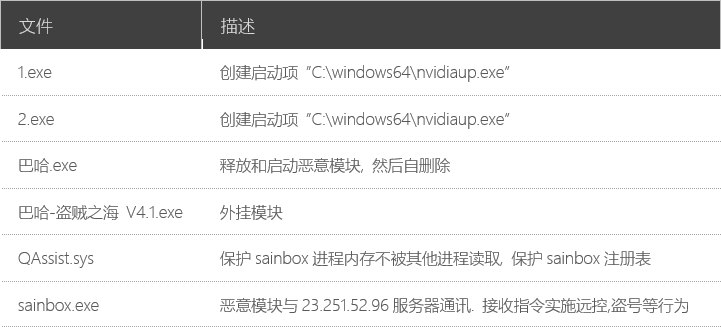 文件 描述
1.exe 创建启动项 "C:\windows64\nvidiaup.exe"
2.exe 创建启动项 "C:\windows64\nvidiaup.exe"
巴哈.exe 释放和启动恶意模块, 然后自删除
巴哈-盗贼之海 V4.1.exe 外挂模块
QAssist.sys 保护 sainbox 进程内存不被其他进程读取, 保护 sainbox 注册表
sainbox.exe 恶意模块与 23.251.52.96 服务器通讯. 接收指令实施远控,盗号等行为